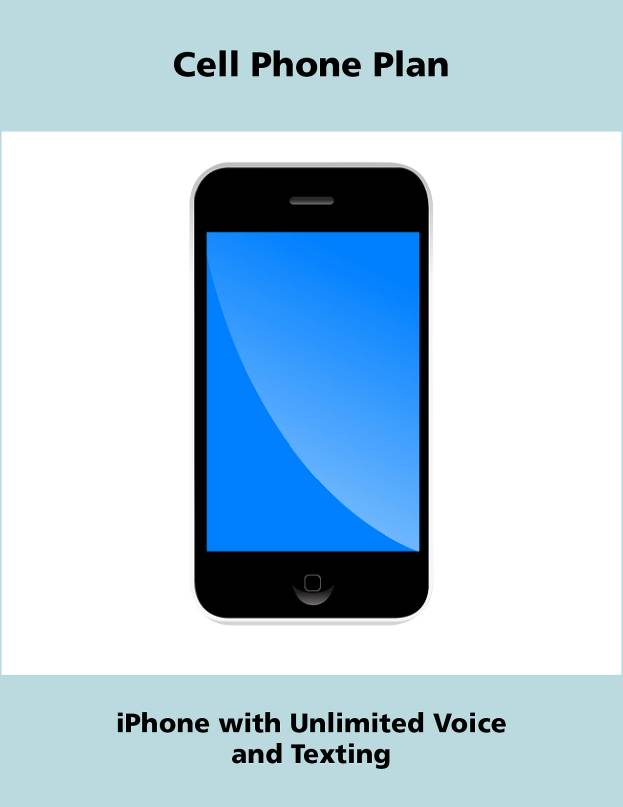 Cell Phone Plan
iPhone with Unlimited Voice
and Texting